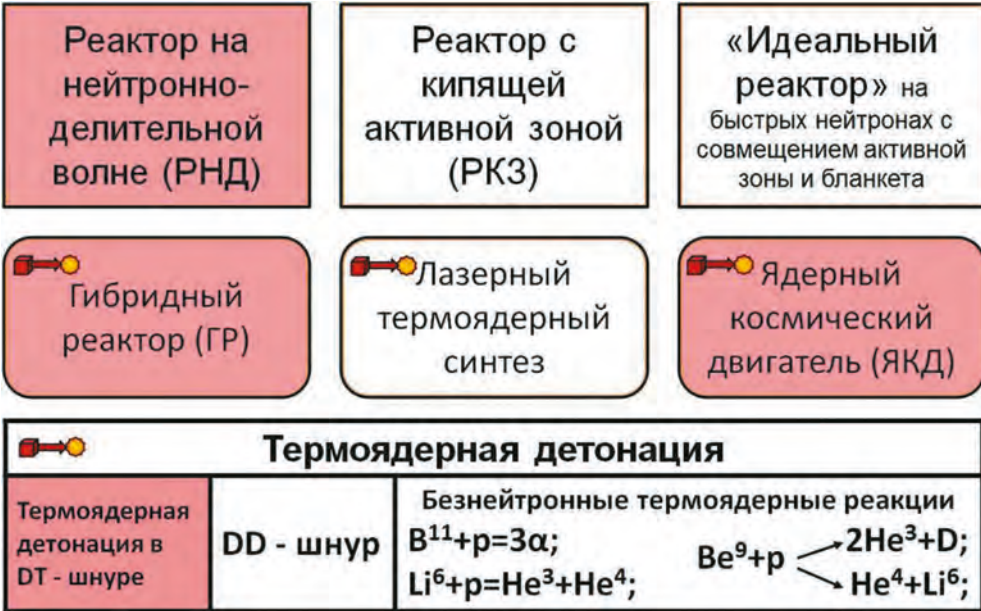 Реактор на
нейтронно-
делительной
волне (РНД)
Реактор с
кипящей
активной зоной
(РКЗ)
«Идеальный
реактор» на
быстрых нейтронах с
совмещением активной
зоны и бланкета
Гибридный
реактор (ГР)
Лазерный
термоядерный
синтез
Ядерный
космический
двигатель (ЯКД)
Термоядерная детонация
Термоядерная
детонация в
DT - шнуре
DD - шнур
Безнейтронные термоядерные реакции
B¹¹+p=3α;
Li⁶+p=He³+He⁴;
Be⁹+p
2He³+D;
He⁴+Li⁶;